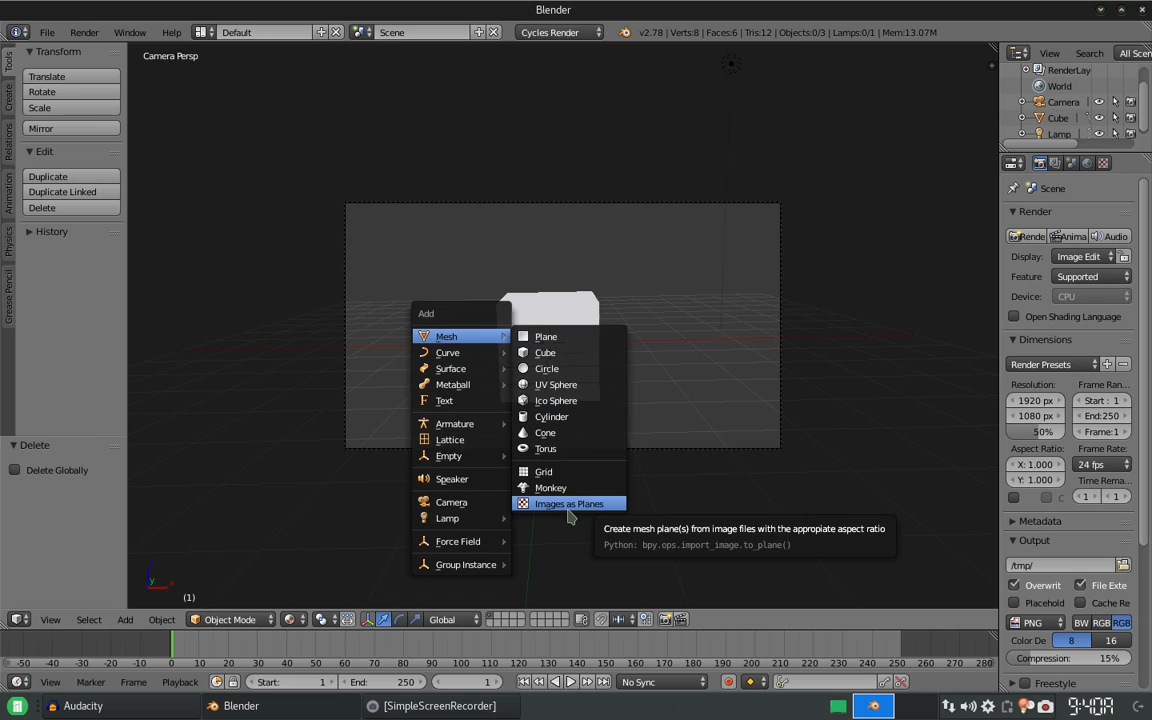 Blender
File Render Window Help Default Scene Cycles Render v2.78 | Verts:8 | Faces:6 | Tris:12 | Objects:0/3 | Lamps:0/1 | Mem:13.07M
View Search All Scen
Tools
Create
Relations
Animation
Physics
Grease Pencil
Transform
Translate
Rotate
Scale
Mirror
Edit
Duplicate
Duplicate Linked
Delete
History
Delete
Delete Globally
Camera Persp
Add
Mesh
Curve
Surface
Metaball
Text
Armature
Lattice
Empty
Speaker
Camera
Lamp
Force Field
Group Instance
Plane
Cube
Circle
UV Sphere
Ico Sphere
Cylinder
Cone
Torus
Grid
Monkey
Images as Planes
Create mesh plane(s) from image files with the appropiate aspect ratio
Python: bpy.ops.import_image.to_plane()
(1)
y x
RenderLay
World
Camera
Cube
Lamp
Scene
Render
Rende Anima Audio
Display: Image Edit
Feature Supported
Device: CPU
Open Shading Language
Dimensions
Render Presets
Resolution: Frame Ran...
1920 px Start : 1
1080 px End:250
50% Frame:1
Aspect Ratio: Frame Rate:
X: 1.000 24 fps
Y: 1.000 Time Rema...
C 1 1
Metadata
Output
/tmp/
Overwrit File Exte
Placehold Cache Re
PNG BW RGB RGB
Color De 8 16
Compression: 15%
Freestyle
View Select Add Object Object Mode Global
-50 -40 -30 -20 -10 0 10 20 30 40 50 60 70 80 90 100 110 120 130 140 150 160 170 180 190 200 210 220 230 240 250 260 270 280
View Marker Frame Playback Start: 1 End: 250 1 No Sync
Audacity Blender [SimpleScreenRecorder] 9:40A